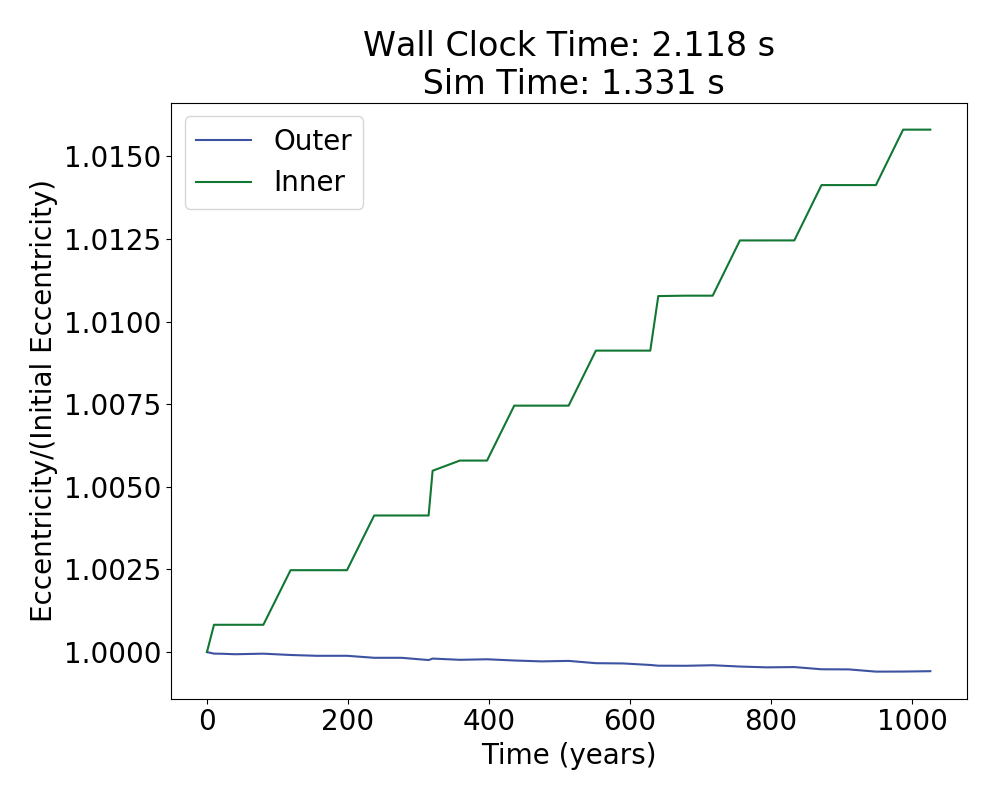 Wall Clock Time: 2.118 s
Sim Time: 1.331 s
Outer
Inner
Eccentricity/(Initial Eccentricity)
1.0150
1.0125
1.0100
1.0075
1.0050
1.0025
1.0000
0 200 400 600 800 1000
Time (years)